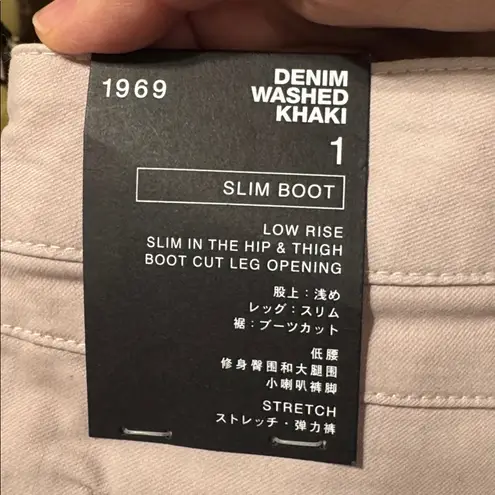 1969
DENIM
WASHED
KHAKI
1
SLIM BOOT
LOW RISE
SLIM IN THE HIP & THIGH
BOOT CUT LEG OPENING
股上：浅め
レッグ：スリム
裾：ブーツカット
低腰
修身臀围和大腿围
小喇叭裤脚
STRETCH
ストレッチ・弹力裤